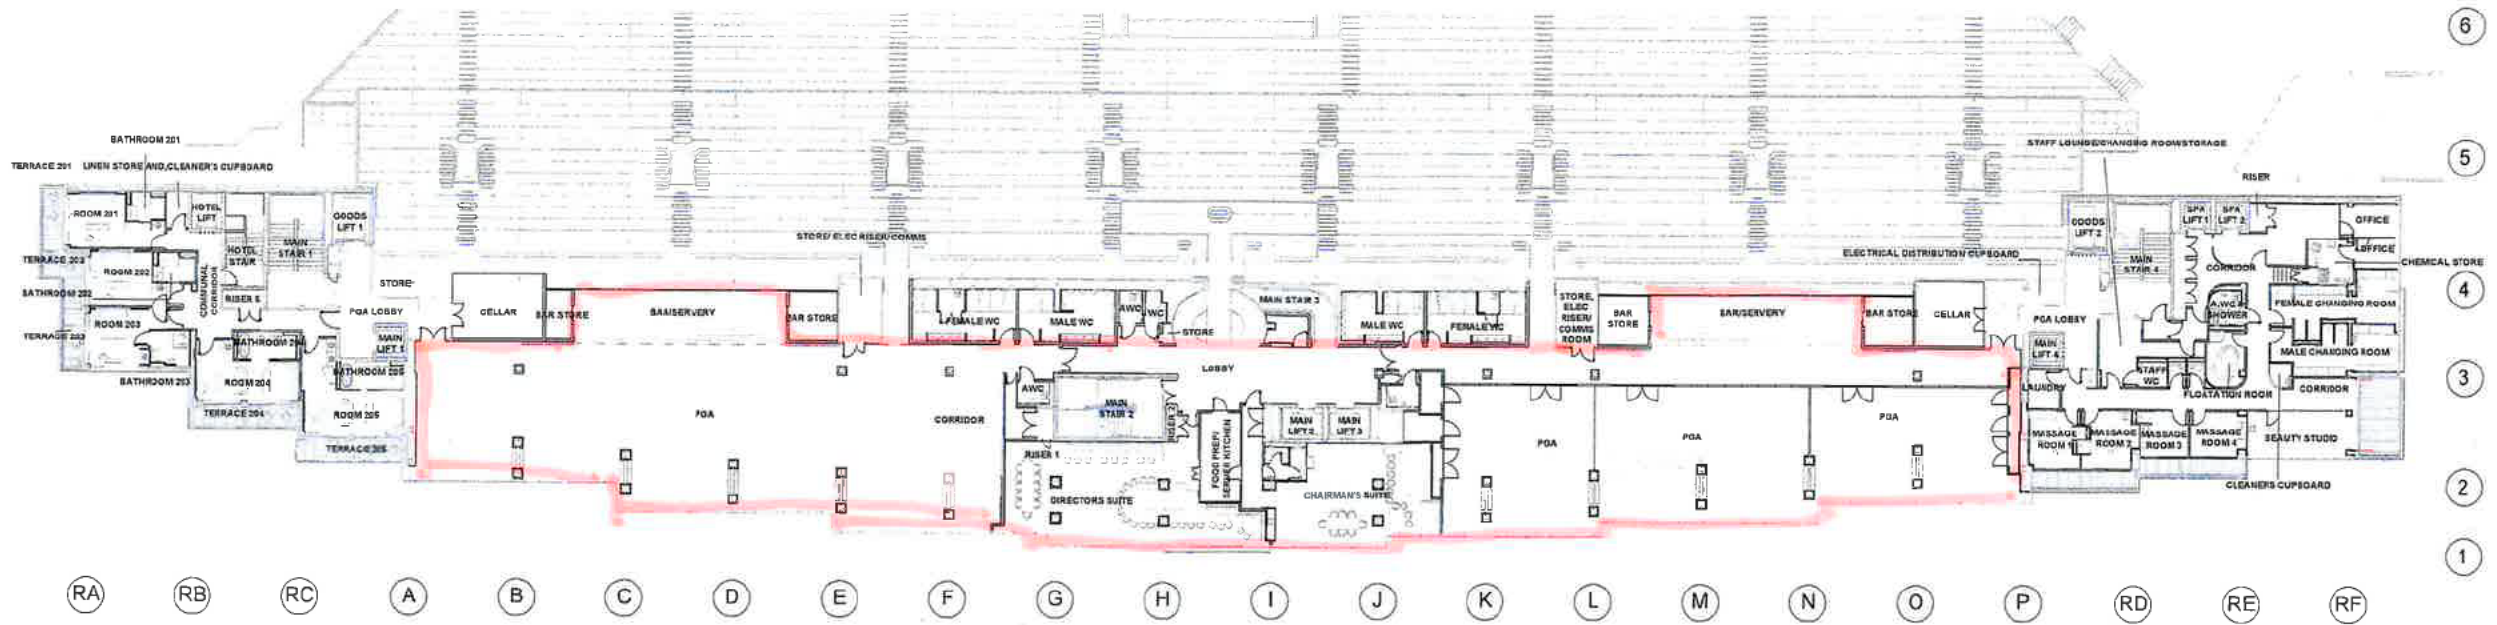 6
BATHROOM 201
TERRACE 201
LINEN STORE AND CLEANER'S CUPBOARD
STAFF LOUNGE/CHANGING ROOM STORAGE
5
RISER
ROOM 201
HOTEL
LIFT
GOODS
LIFT 1
SPA
LIFT 1
SPA
LIFT 2
OFFICE
GOODS
LIFT 2
STORE/ ELEC RISER/COMMS
HOTEL
STAIR
MAIN
STAIR 1
OFFICE
ELECTRICAL DISTRIBUTION CUPBOARD
TERRACE 202
ROOM 202
COMMUNAL
CORRIDOR
MAIN
STAIR 4
CORRIDOR
CHEMICAL STORE
STORE
BATHROOM 202
RISER 5
4
MAIN STAIR 3
STORE,
ELEC
RISER/
COMMS
ROOM
A.WC &
SHOWER
FEMALE CHANGING ROOM
PGA LOBBY
CELLAR
BAR STORE
BAR/SERVERY
BAR STORE
FEMALE WC
MALE WC
AWC
WC
STORE
MALE WC
FEMALE WC
BAR
STORE
BAR/SERVERY
BAR STORE
CELLAR
PGA LOBBY
TERRACE 203
ROOM 203
BATHROOM 204
MAIN
LIFT 1
MAIN
LIFT 4
MALE CHANGING ROOM
BATHROOM 203
ROOM 204
BATHROOM 205
LOBBY
STAFF
WC
LAUNDRY
FLOATATION ROOM
CORRIDOR
3
AWC
MAIN
STAIR 2
RISER 2
TERRACE 204
ROOM 205
PGA
CORRIDOR
MAIN
LIFT 2
MAIN
LIFT 3
PGA
PGA
PGA
MASSAGE
ROOM 1
MASSAGE
ROOM 2
MASSAGE
ROOM 3
MASSAGE
ROOM 4
BEAUTY STUDIO
TERRACE 205
RISER 1
FOOD PREP/
SERVER KITCHEN
DIRECTORS SUITE
CHAIRMAN'S SUITE
CLEANERS CUPBOARD
2
1
RA
RB
RC
A
B
C
D
E
F
G
H
I
J
K
L
M
N
O
P
RD
RE
RF